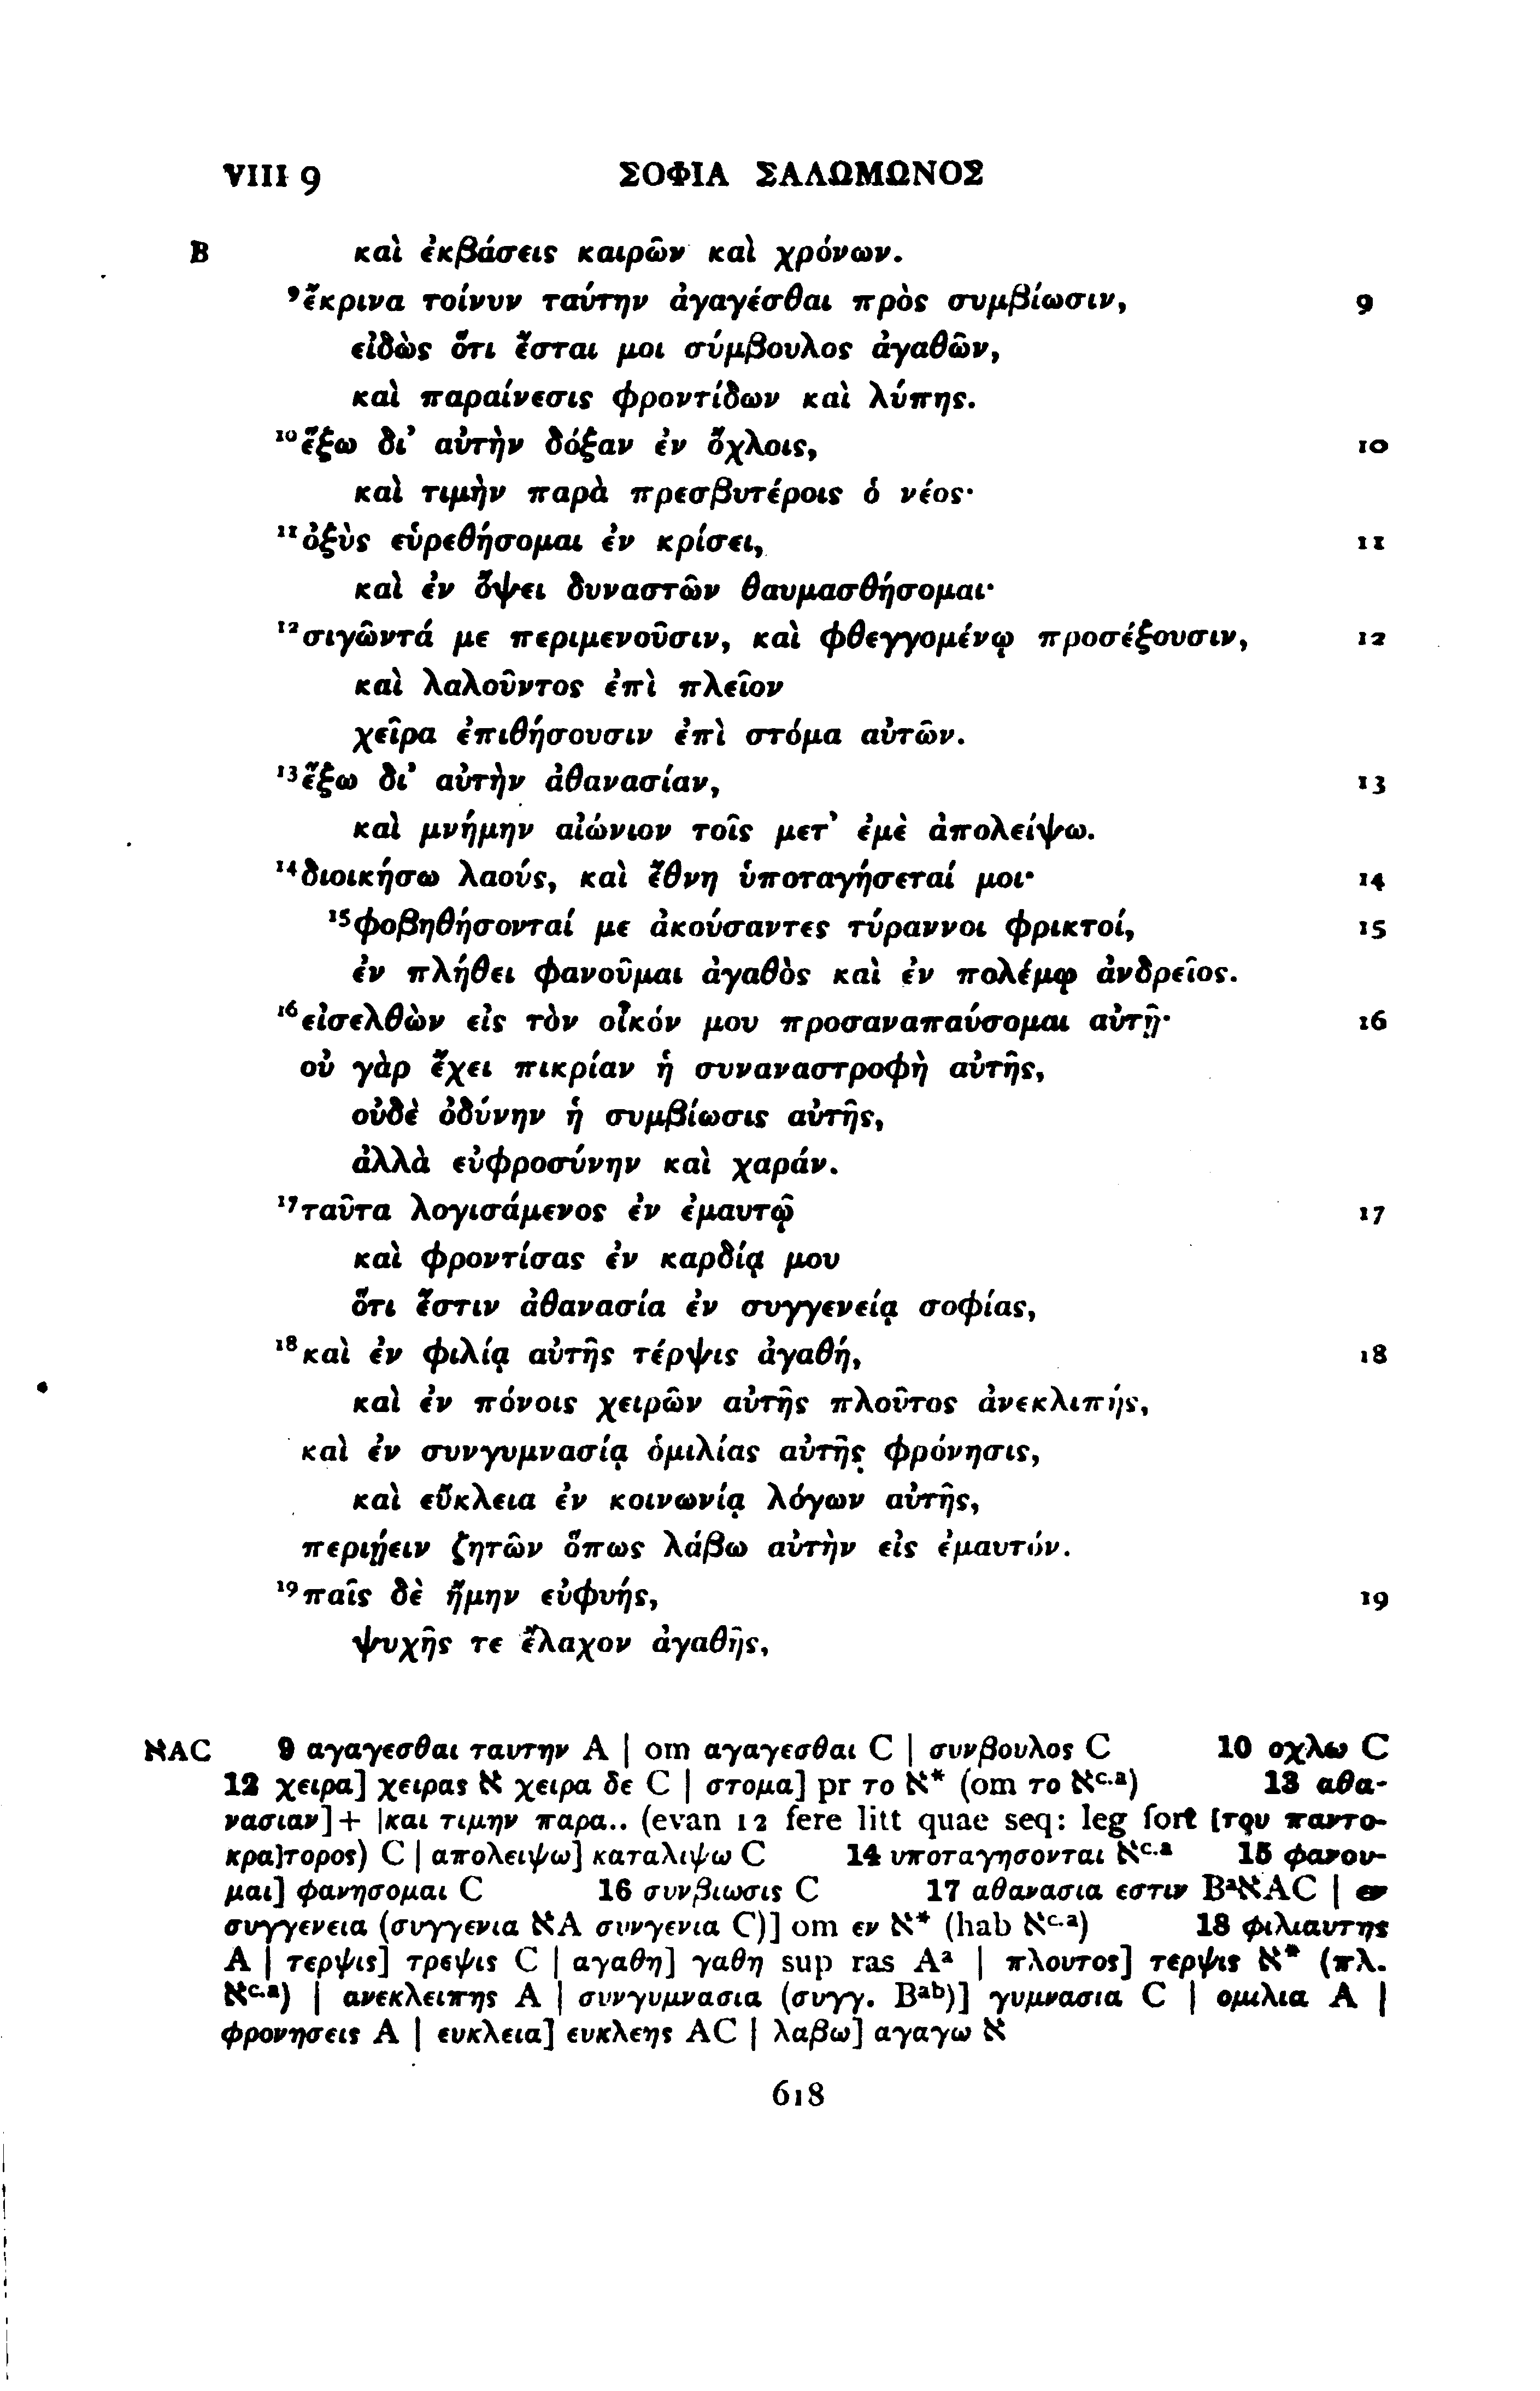 VIII 9 ΣΟΦΙΑ ΣΑΛΩΜΩΝΟΣ
B καὶ ἐκβάσεις καιρῶν καὶ χρόνων.
⁹ἔκρινα τοίνυν ταύτην ἀγαγέσθαι πρὸς συμβίωσιν, 9
εἰδὼς ὅτι ἔσται μοι σύμβουλος ἀγαθῶν,
καὶ παραίνεσις φροντίδων καὶ λύπης.
¹⁰ἕξω δι’ αὐτὴν δόξαν ἐν ὄχλοις, 10
καὶ τιμὴν παρὰ πρεσβυτέροις ὁ νέος·
¹¹ὀξὺς εὑρεθήσομαι ἐν κρίσει, 11
καὶ ἐν ὄψει δυναστῶν θαυμασθήσομαι·
¹²σιγῶντά με περιμενοῦσιν, καὶ φθεγγομένῳ προσέξουσιν, 12
καὶ λαλοῦντος ἐπὶ πλεῖον
χεῖρα ἐπιθήσουσιν ἐπὶ στόμα αὐτῶν.
¹³ἕξω δι’ αὐτὴν ἀθανασίαν, 13
καὶ μνήμην αἰώνιον τοῖς μετ’ ἐμὲ ἀπολείψω.
¹⁴διοικήσω λαούς, καὶ ἔθνη ὑποταγήσεταί μοι· 14
¹⁵φοβηθήσονταί με ἀκούσαντες τύραννοι φρικτοί, 15
ἐν πλήθει φανοῦμαι ἀγαθὸς καὶ ἐν πολέμῳ ἀνδρεῖος.
¹⁶εἰσελθὼν εἰς τὸν οἶκόν μου προσαναπαύσομαι αὐτῇ· 16
οὐ γὰρ ἔχει πικρίαν ἡ συναναστροφὴ αὐτῆς,
οὐδὲ ὀδύνην ἡ συμβίωσις αὐτῆς,
ἀλλὰ εὐφροσύνην καὶ χαράν.
¹⁷ταῦτα λογισάμενος ἐν ἐμαυτῷ 17
καὶ φροντίσας ἐν καρδίᾳ μου
ὅτι ἔστιν ἀθανασία ἐν συγγενείᾳ σοφίας,
¹⁸καὶ ἐν φιλίᾳ αὐτῆς τέρψις ἀγαθή, 18
καὶ ἐν πόνοις χειρῶν αὐτῆς πλοῦτος ἀνεκλιπής,
καὶ ἐν συνγυμνασίᾳ ὁμιλίας αὐτῆς φρόνησις,
καὶ εὔκλεια ἐν κοινωνίᾳ λόγων αὐτῆς,
περιῄειν ζητῶν ὅπως λάβω αὐτὴν εἰς ἐμαυτόν.
¹⁹παῖς δὲ ἤμην εὐφυής, 19
ψυχῆς τε ἔλαχον ἀγαθῆς,
ℵAC 9 αγαγεσθαι ταυτην A | om αγαγεσθαι C | συνβουλος C 10 οχλω C
12 χειρα] χειρας ℵ χειρα δε C | στομα] pr το ℵ* (om το ℵᶜ·ᵃ) 13 αθα-
νασιαν]+ |και τιμην παρα.. (evan 12 fere litt quae seq: leg fort [του παντο-
κρα]τορος) C | απολειψω] καταλιψω C 14 υποταγησονται ℵᶜ·ᵃ 15 φανου-
μαι] φανησομαι C 16 συνβιωσις C 17 αθανασια εστιν BᵃℵAC | εν
συγγενεια (συγγενια ℵA συνγενια C)] om εν ℵ* (hab ℵᶜ·ᵃ) 18 φιλιαυτης
A | τερψις] τρεψις C | αγαθη] γαθη sup ras Aᵃ | πλουτος] τερψις ℵ* (πλ.
ℵᶜ·ᵃ) | ανεκλειπης A | συνγυμνασια (συγγ. Bᵃᵇ)] γυμνασια C | ομιλια A |
φρονησεις A | ευκλεια] ευκλεης AC | λαβω] αγαγω ℵ
618